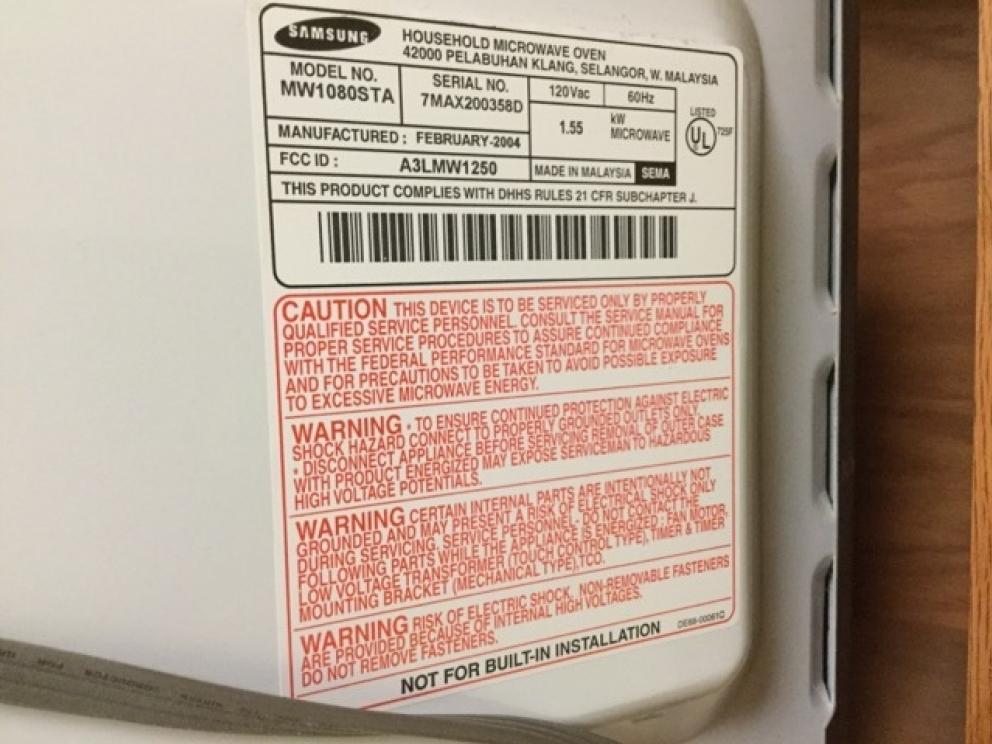 SAMSUNG
HOUSEHOLD MICROWAVE OVEN
42000 PELABUHAN KLANG, SELANGOR, W. MALAYSIA
MODEL NO.
MW1080STA
SERIAL NO.
7MAX200358D
120Vac
60Hz
1.55
kW
MICROWAVE
LISTED
UL
725F
MANUFACTURED : FEBRUARY-2004
FCC ID : A3LMW1250
MADE IN MALAYSIA SEMA
THIS PRODUCT COMPLIES WITH DHHS RULES 21 CFR SUBCHAPTER J.
CAUTION THIS DEVICE IS TO BE SERVICED ONLY BY PROPERLY
QUALIFIED SERVICE PERSONNEL. CONSULT THE SERVICE MANUAL FOR
PROPER SERVICE PROCEDURES TO ASSURE CONTINUED COMPLIANCE
WITH THE FEDERAL PERFORMANCE STANDARD FOR MICROWAVE OVENS
AND FOR PRECAUTIONS TO BE TAKEN TO AVOID POSSIBLE EXPOSURE
TO EXCESSIVE MICROWAVE ENERGY.
WARNING • TO ENSURE CONTINUED PROTECTION AGAINST ELECTRIC
SHOCK HAZARD CONNECT TO PROPERLY GROUNDED OUTLETS ONLY.
• DISCONNECT APPLIANCE BEFORE SERVICING REMOVAL OF OUTER CASE
WITH PRODUCT ENERGIZED MAY EXPOSE SERVICEMAN TO HAZARDOUS
HIGH VOLTAGE POTENTIALS.
WARNING CERTAIN INTERNAL PARTS ARE INTENTIONALLY NOT
GROUNDED AND MAY PRESENT A RISK OF ELECTRICAL SHOCK ONLY
DURING SERVICING. SERVICE PERSONNEL - DO NOT CONTACT THE
FOLLOWING PARTS WHILE THE APPLIANCE IS ENERGIZED : FAN MOTOR,
LOW VOLTAGE TRANSFORMER (TOUCH CONTROL TYPE), TIMER & TIMER
MOUNTING BRACKET (MECHANICAL TYPE),TCO.
WARNING RISK OF ELECTRIC SHOCK. NON-REMOVABLE FASTENERS
ARE PROVIDED BECAUSE OF INTERNAL HIGH VOLTAGES.
DO NOT REMOVE FASTENERS.
DE68-00061Q
NOT FOR BUILT-IN INSTALLATION